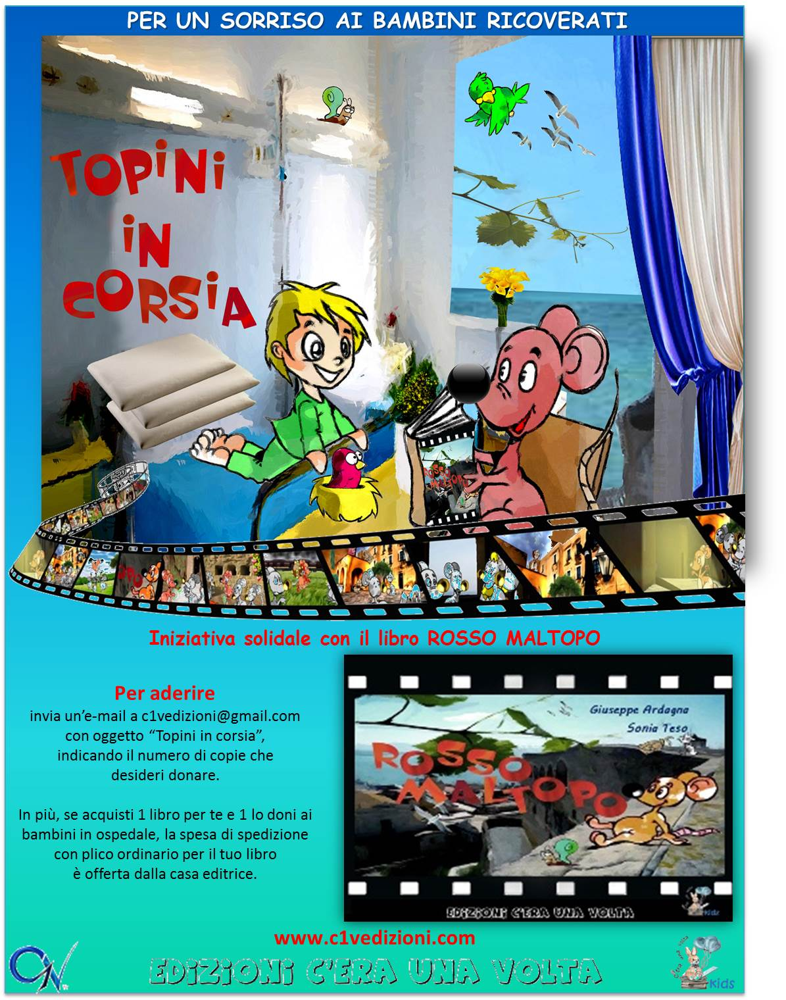 PER UN SORRISO AI BAMBINI RICOVERATI
TOPiNi
iN
CORSiA
ROSSO
MALTOPO
Iniziativa solidale con il libro ROSSO MALTOPO
Per aderire
invia un’e-mail a c1vedizioni@gmail.com
con oggetto “Topini in corsia”,
indicando il numero di copie che
desideri donare.
In più, se acquisti 1 libro per te e 1 lo doni ai
bambini in ospedale, la spesa di spedizione
con plico ordinario per il tuo libro
è offerta dalla casa editrice.
Giuseppe Ardagna
Sonia Teso
ROSSO
MALTOPO
EDiZiONi C'ERA UNA VOLTA
kids
www.c1vedizioni.com
EDiZiONi C'ERA UNA VOLTA
C'era una volta
kids